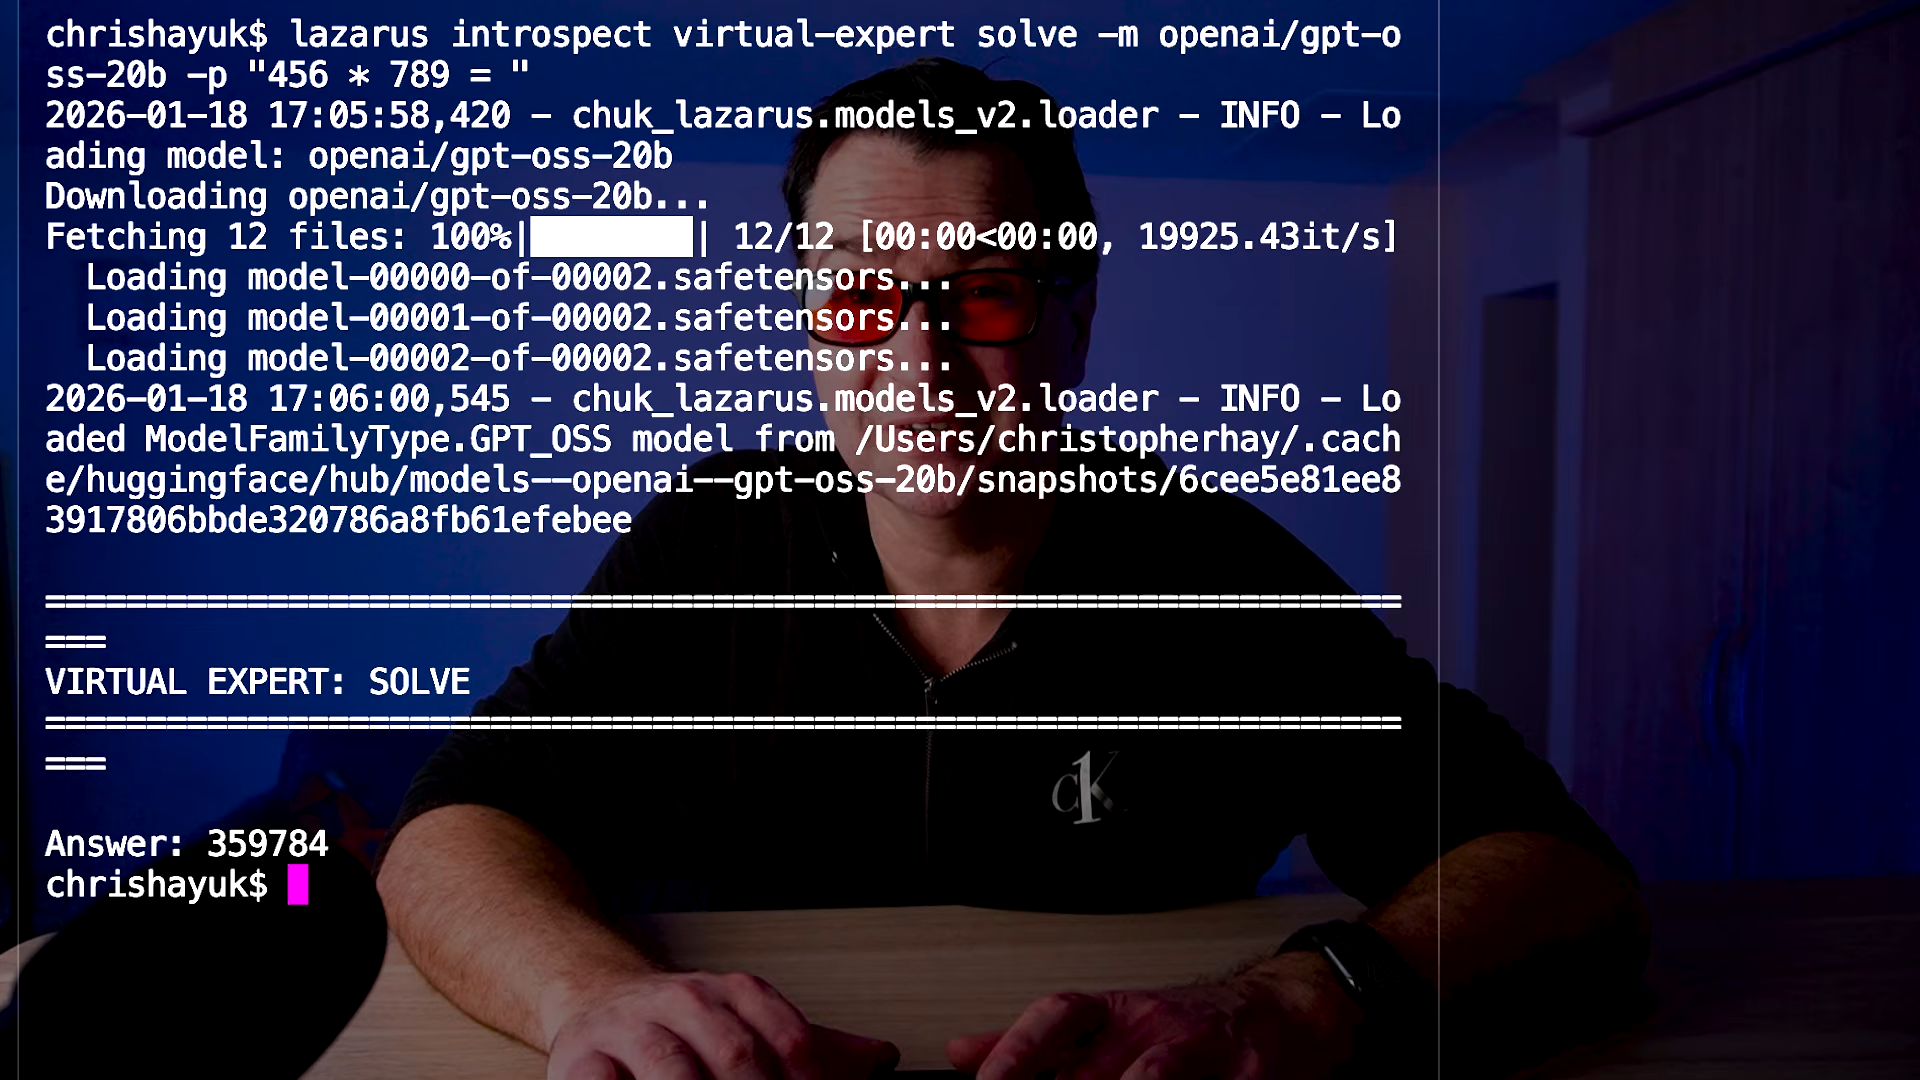 chrishayuk$ lazarus introspect virtual-expert solve -m openai/gpt-o
ss-20b -p "456 * 789 = "
2026-01-18 17:05:58,420 - chuk_lazarus.models_v2.loader - INFO - Lo
ading model: openai/gpt-oss-20b
Downloading openai/gpt-oss-20b...
Fetching 12 files: 100%|████████| 12/12 [00:00<00:00, 19925.43it/s]
  Loading model-00000-of-00002.safetensors...
  Loading model-00001-of-00002.safetensors...
  Loading model-00002-of-00002.safetensors...
2026-01-18 17:06:00,545 - chuk_lazarus.models_v2.loader - INFO - Lo
aded ModelFamilyType.GPT_OSS model from /Users/christopherhay/.cach
e/huggingface/hub/models--openai--gpt-oss-20b/snapshots/6cee5e81ee8
3917806bbde320786a8fb61efebee
===================================================================
===
VIRTUAL EXPERT: SOLVE
===================================================================
===
Answer: 359784
chrishayuk$
cK1